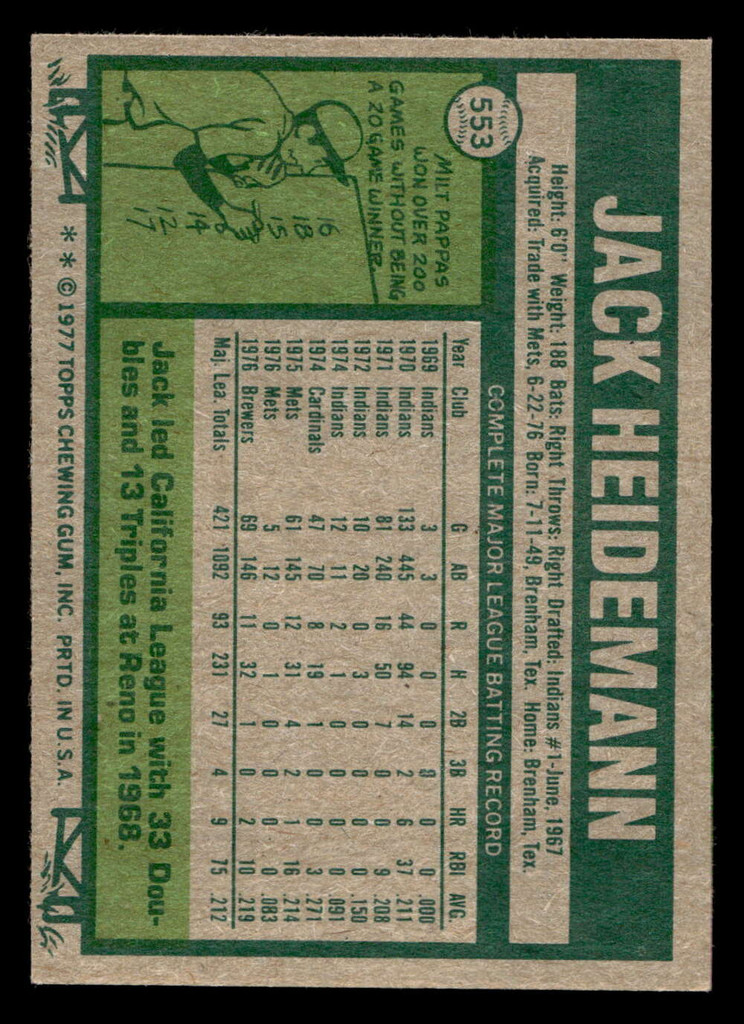 553
JACK HEIDEMANN
Height: 6'0" Weight: 188 Bats: Right Throws: Right Drafted: Indians #1-June, 1967
Acquired: Trade with Mets, 6-22-76 Born: 7-11-49, Brenham, Tex. Home: Brenham, Tex.
COMPLETE MAJOR LEAGUE BATTING RECORD
Year Club G AB R H 2B 3B HR RBI AVG.
1969 Indians 3 3 0 0 0 0 0 0 .000
1970 Indians 133 445 44 94 14 2 6 37 .211
1971 Indians 81 240 16 50 7 0 0 9 .208
1972 Indians 10 20 0 3 0 0 0 0 .150
1974 Indians 12 11 2 1 0 0 0 0 .091
1974 Cardinals 47 70 8 19 1 0 0 3 .271
1975 Mets 61 145 12 31 4 2 1 16 .214
1976 Mets 5 12 0 1 0 0 0 0 .083
1976 Brewers 69 146 11 32 1 0 2 10 .219
Maj. Lea. Totals 421 1092 93 231 27 4 9 75 .212
MILT PAPPAS
WON OVER 200
GAMES WITHOUT BEING
A 20 GAME WINNER.
16
18
15
14
12
17
Jack led California League with 33 Dou-
bles and 13 Triples at Reno in 1968.
* * © 1977 TOPPS CHEWING GUM, INC. PRTD. IN U.S.A.